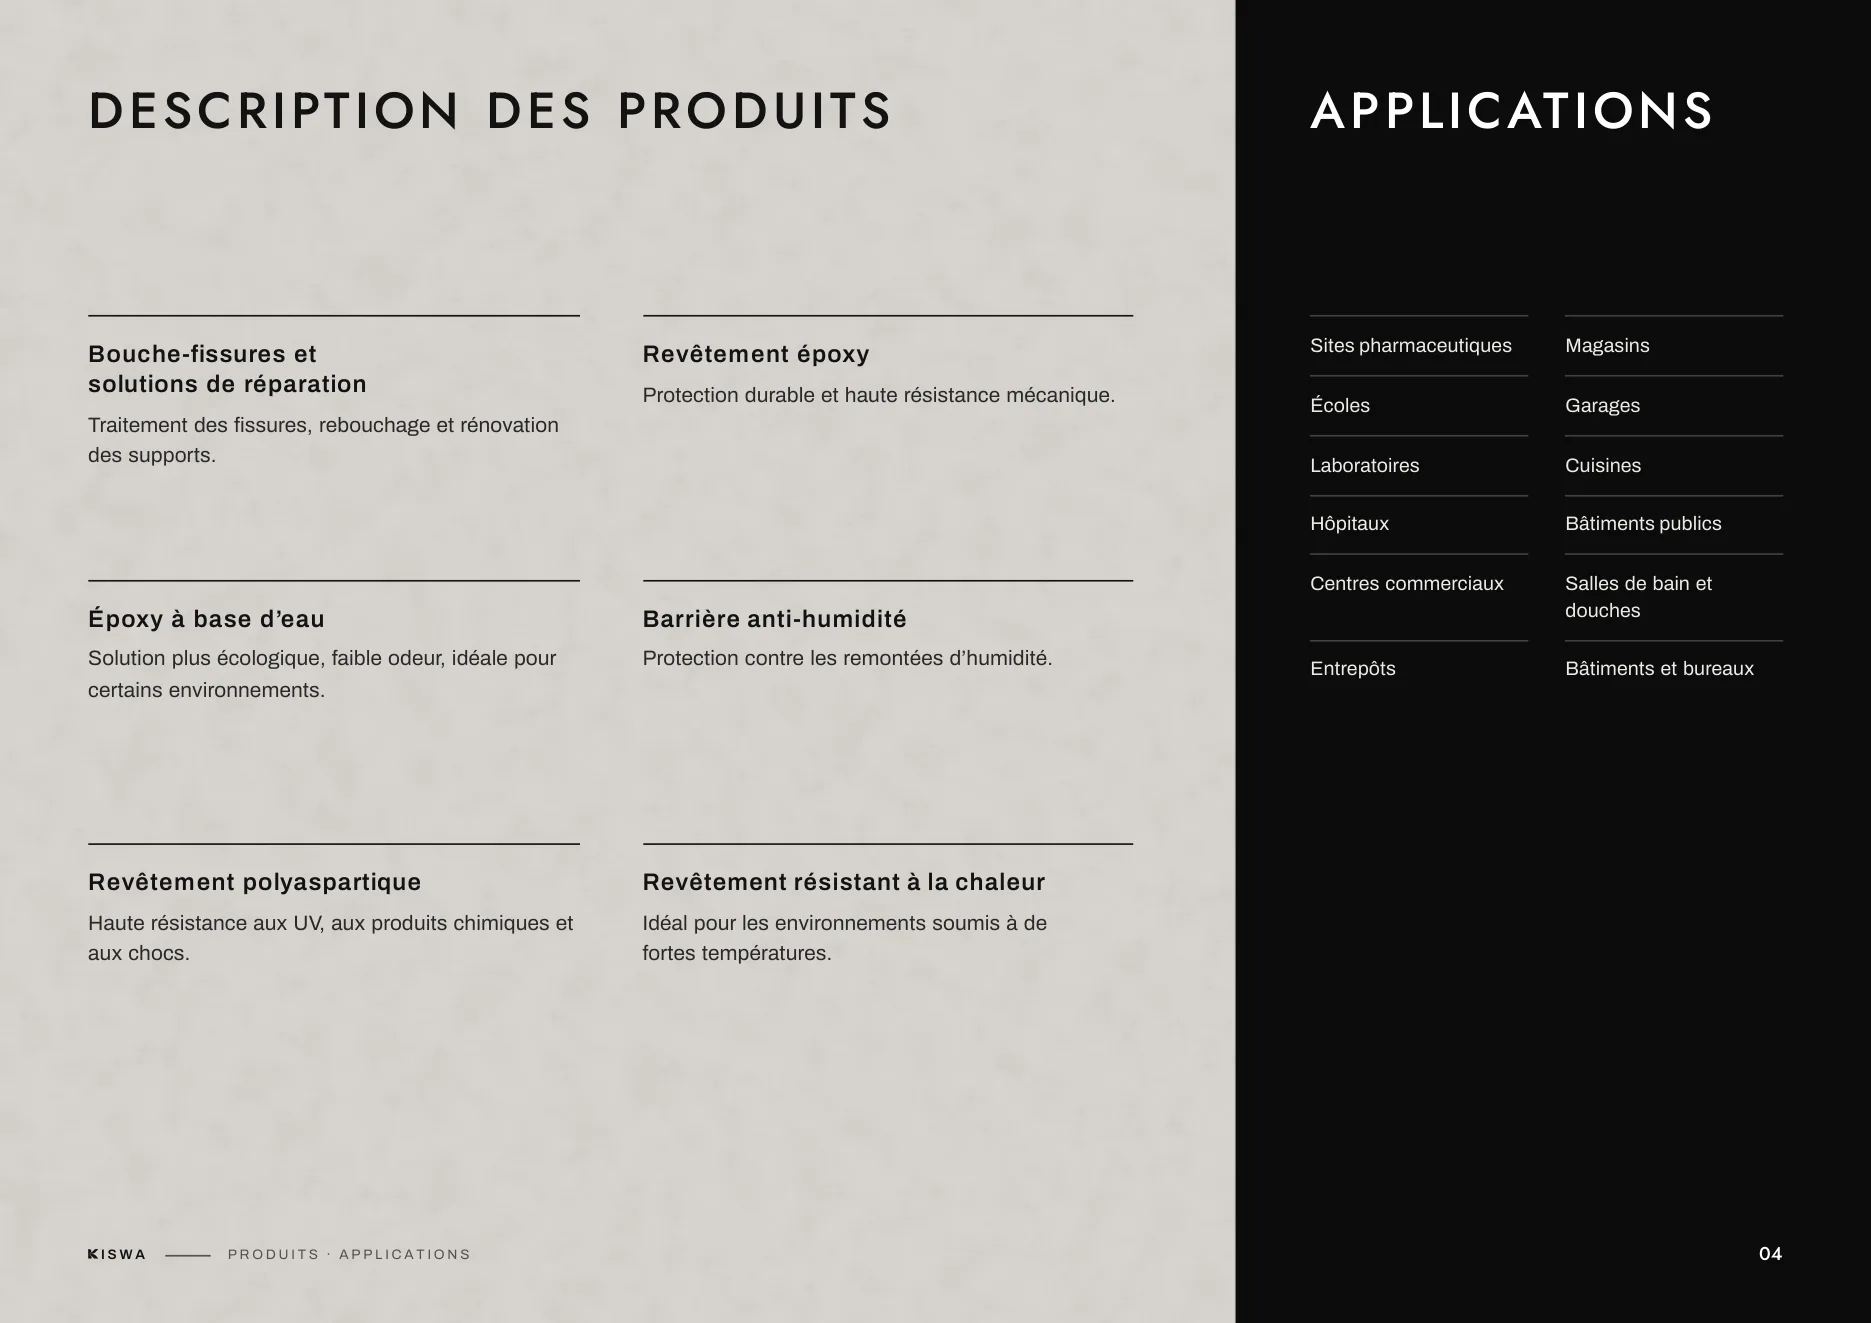 DESCRIPTION DES PRODUITS
Bouche-fissures et
solutions de réparation
Traitement des fissures, rebouchage et rénovation
des supports.
Revêtement époxy
Protection durable et haute résistance mécanique.
Époxy à base d’eau
Solution plus écologique, faible odeur, idéale pour
certains environnements.
Barrière anti-humidité
Protection contre les remontées d’humidité.
Revêtement polyaspartique
Haute résistance aux UV, aux produits chimiques et
aux chocs.
Revêtement résistant à la chaleur
Idéal pour les environnements soumis à de
fortes températures.
KISWA
PRODUITS · APPLICATIONS
APPLICATIONS
Sites pharmaceutiques
Magasins
Écoles
Garages
Laboratoires
Cuisines
Hôpitaux
Bâtiments publics
Centres commerciaux
Salles de bain et
douches
Entrepôts
Bâtiments et bureaux
04